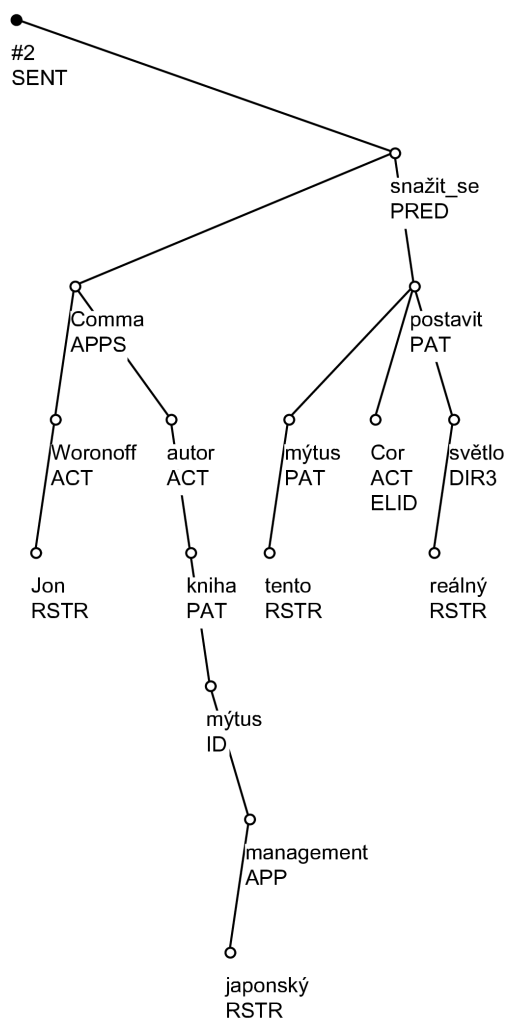 #2
SENT
snažit_se
PRED
Comma
APPS
postavit
PAT
Woronoff
ACT
autor
ACT
mýtus
PAT
Cor
ACT
ELID
světlo
DIR3
Jon
RSTR
kniha
PAT
tento
RSTR
reálný
RSTR
mýtus
ID
management
APP
japonský
RSTR